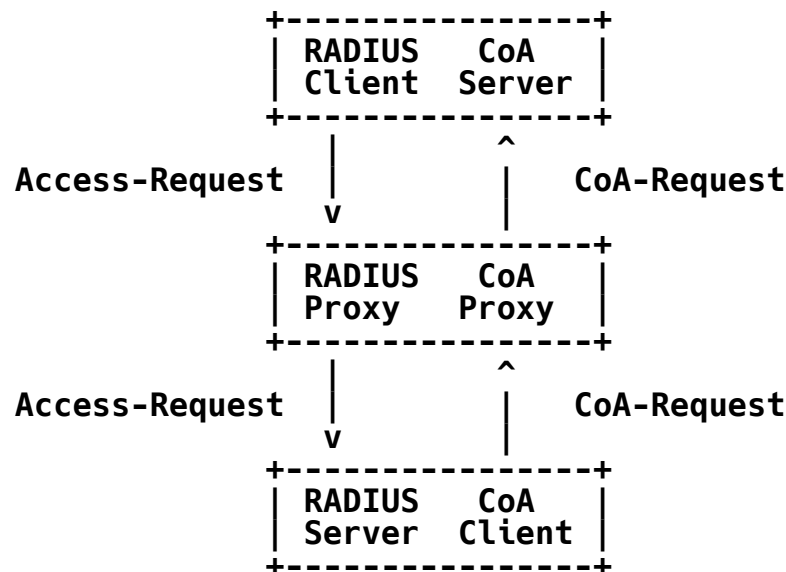 +----------------+
| RADIUS   CoA   |
| Client  Server |
+----------------+
|        ^
Access-Request  |        |   CoA-Request
v        |
+----------------+
| RADIUS   CoA   |
| Proxy   Proxy  |
+----------------+
|        ^
Access-Request  |        |   CoA-Request
v        |
+----------------+
| RADIUS   CoA   |
| Server  Client |
+----------------+